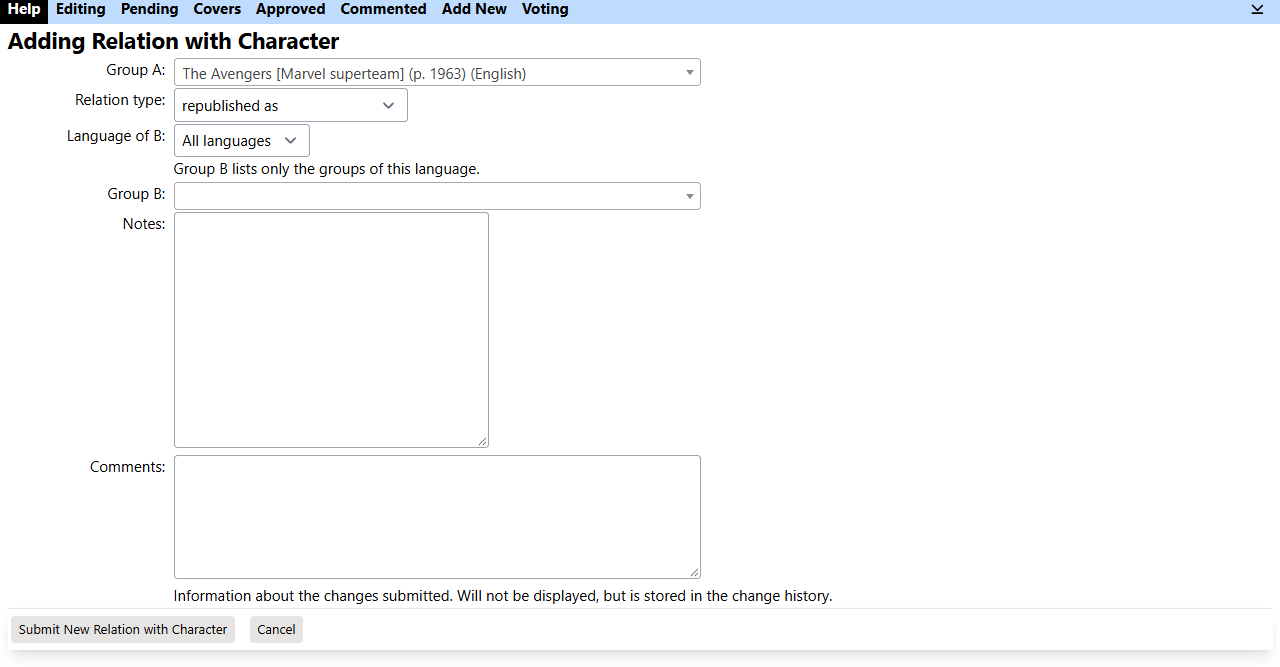 Help Editing Pending Covers Approved Commented Add New Voting
Adding Relation with Character
Group A: The Avengers [Marvel superteam] (p. 1963) (English)
Relation type: republished as
Language of B: All languages
Group B lists only the groups of this language.
Group B:
Notes:
Comments:
Information about the changes submitted. Will not be displayed, but is stored in the change history.
Submit New Relation with Character Cancel